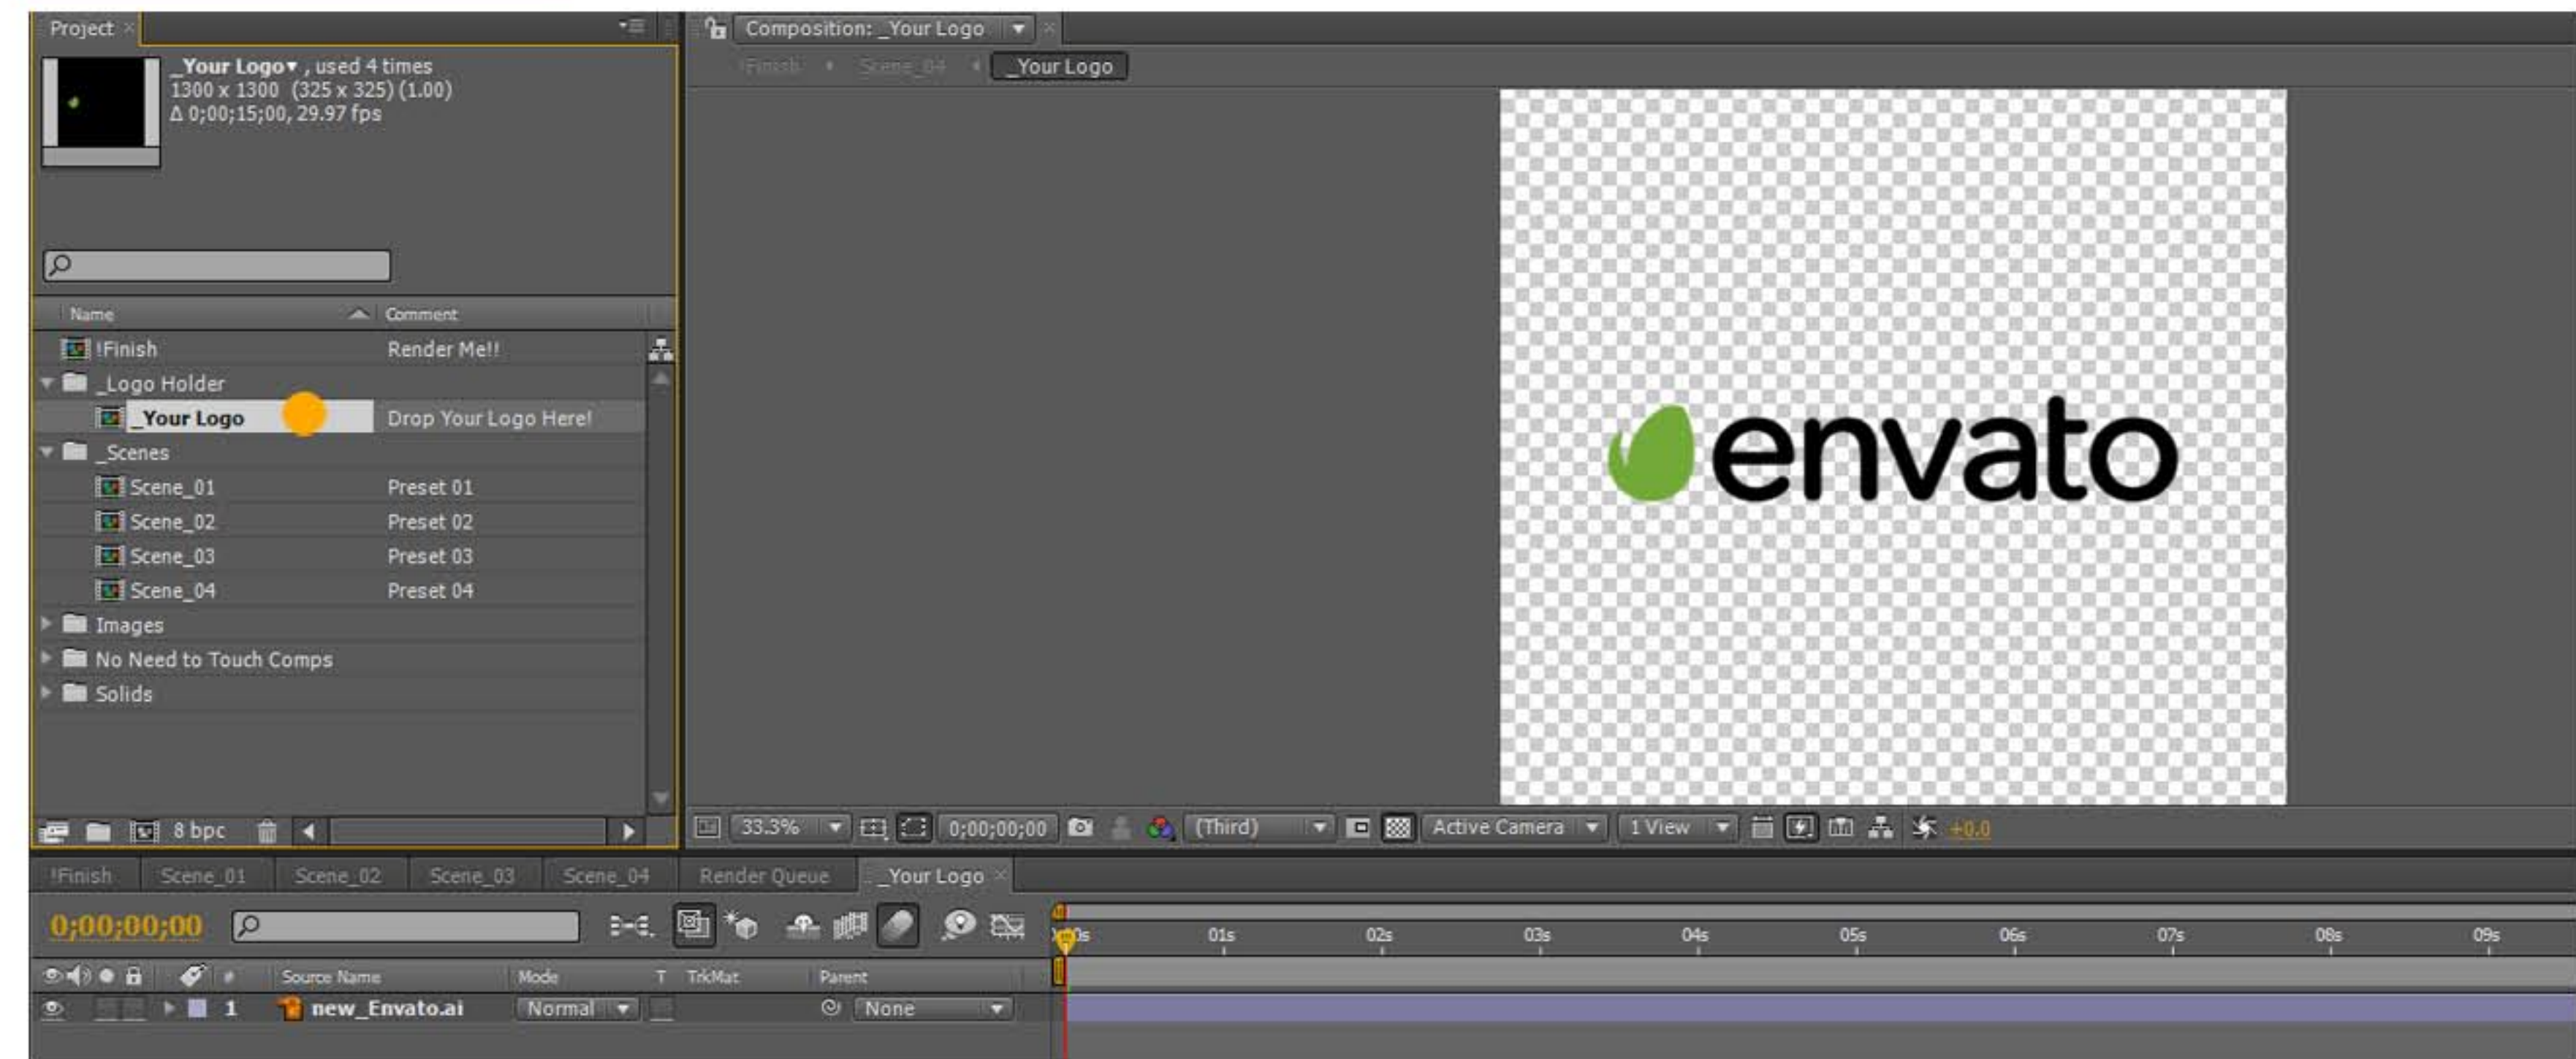 Project
_Your Logo▾ , used 4 times
1300 x 1300 (325 x 325) (1.00)
Δ 0;00;15;00, 29.97 fps
Name Comment
!Finish Render Me!!
_Logo Holder
_Your Logo Drop Your Logo Here!
_Scenes
Scene_01 Preset 01
Scene_02 Preset 02
Scene_03 Preset 03
Scene_04 Preset 04
Images
No Need to Touch Comps
Solids
8 bpc
Composition: _Your Logo
!Finish Scene_04 _Your Logo
envato
33.3% 0;00;00;00 (Third) Active Camera 1 View +0.0
!Finish Scene_01 Scene_02 Scene_03 Scene_04 Render Queue _Your Logo
0;00;00;00
01s 02s 03s 04s 05s 06s 07s 08s 09s
# Source Name Mode T TrkMat Parent
1 new_Envato.ai Normal None